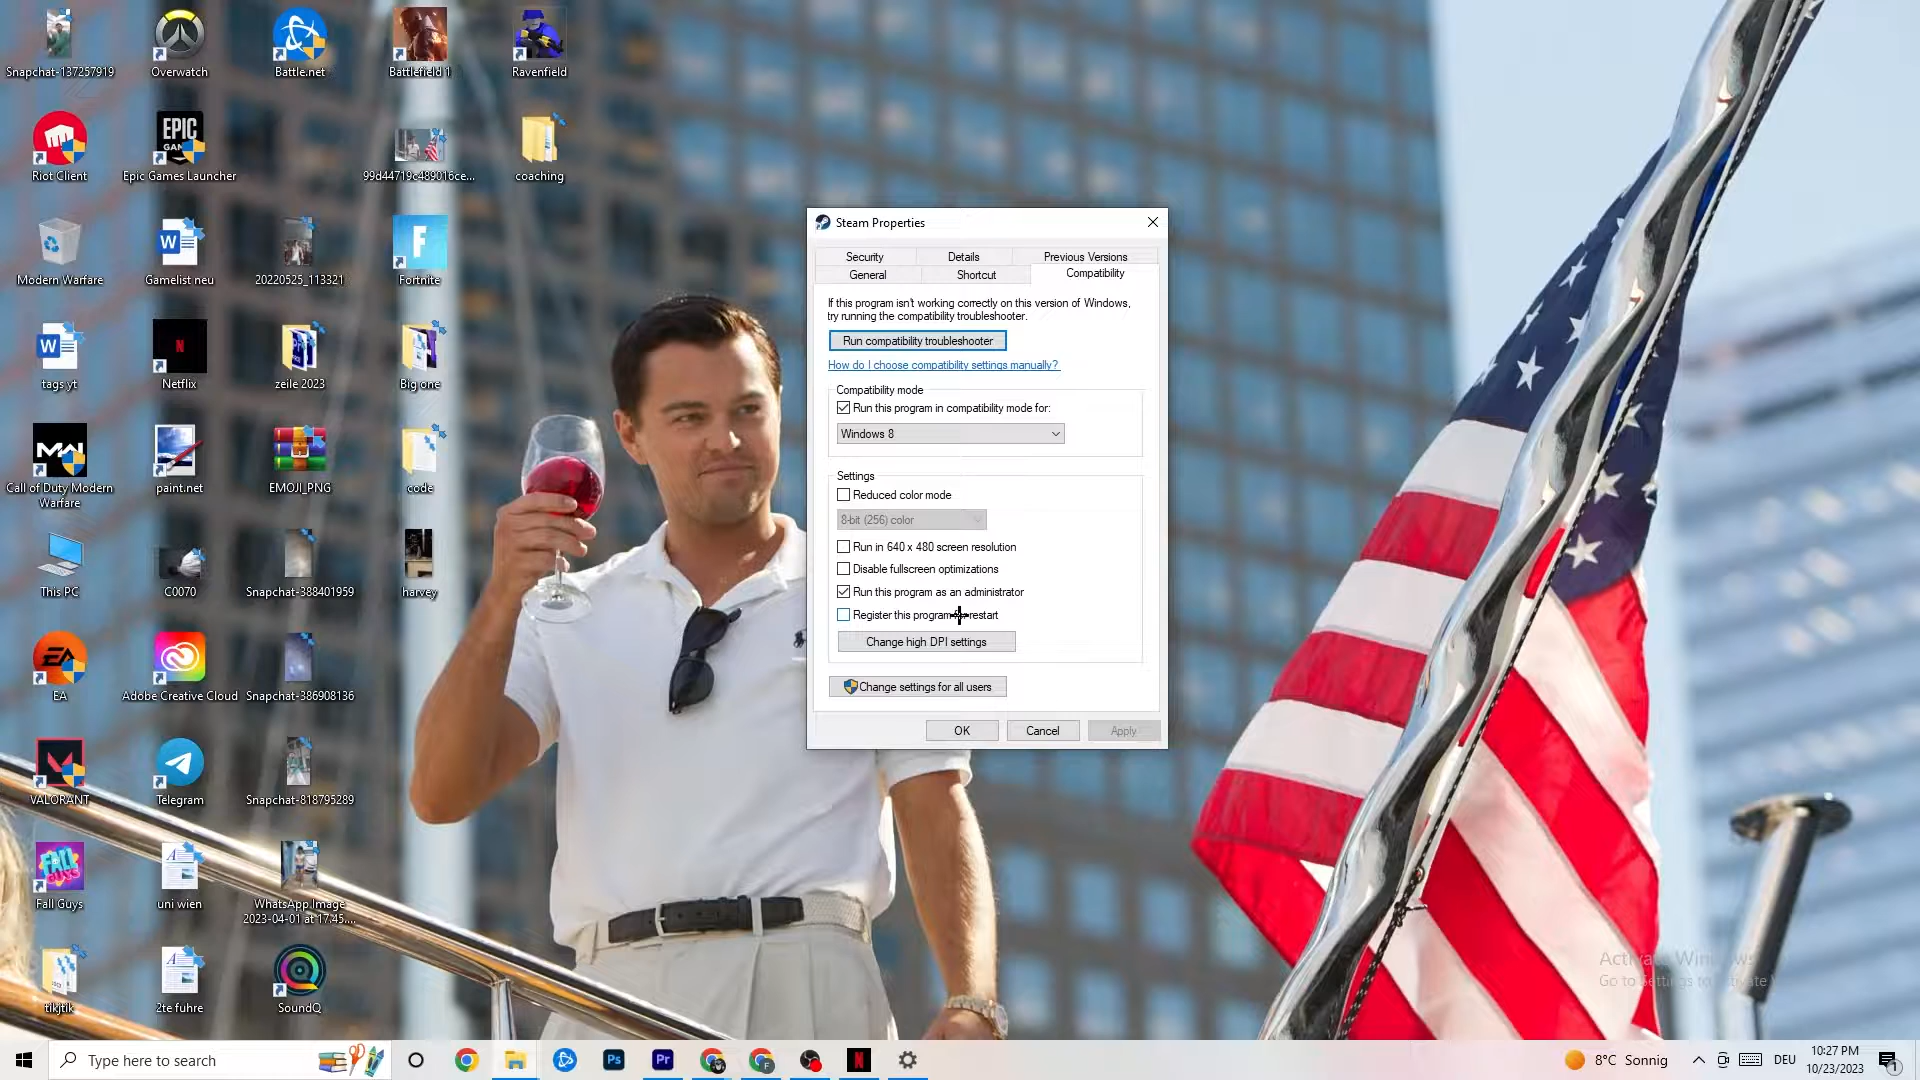 Snapchat-137257919
Overwatch
Battle.net
Battlefield 1
Ravenfield
Riot Client
EPIC
Epic Games Launcher
99d44719c489016ce...
coaching
Modern Warfare
Gamelist neu
20220525_113321
Fortnite
tags yt
Netflix
zeile 2023
Big one
Call of Duty Modern
Warfare
paint.net
EMOJI_PNG
code
This PC
C0070
Snapchat-388401959
harvey
EA
Adobe Creative Cloud
Snapchat-386908136
VALORANT
Telegram
Snapchat-818795289
FALL
GUYS
Fall Guys
uni wien
WhatsApp Image
2023-04-01 at 17.45....
tikjtik
2te fuhre
SoundQ
Steam Properties
Security
Details
Previous Versions
General
Shortcut
Compatibility
If this program isn't working correctly on this version of Windows,
try running the compatibility troubleshooter.
Run compatibility troubleshooter
How do I choose compatibility settings manually?
Compatibility mode
Run this program in compatibility mode for:
Windows 8
Settings
Reduced color mode
8-bit (256) color
Run in 640 x 480 screen resolution
Disable fullscreen optimizations
Run this program as an administrator
Register this program restart
Change high DPI settings
Change settings for all users
OK
Cancel
Apply
Type here to search
Ps
Pr
8°C Sonnig
DEU
10:27 PM
10/23/2023